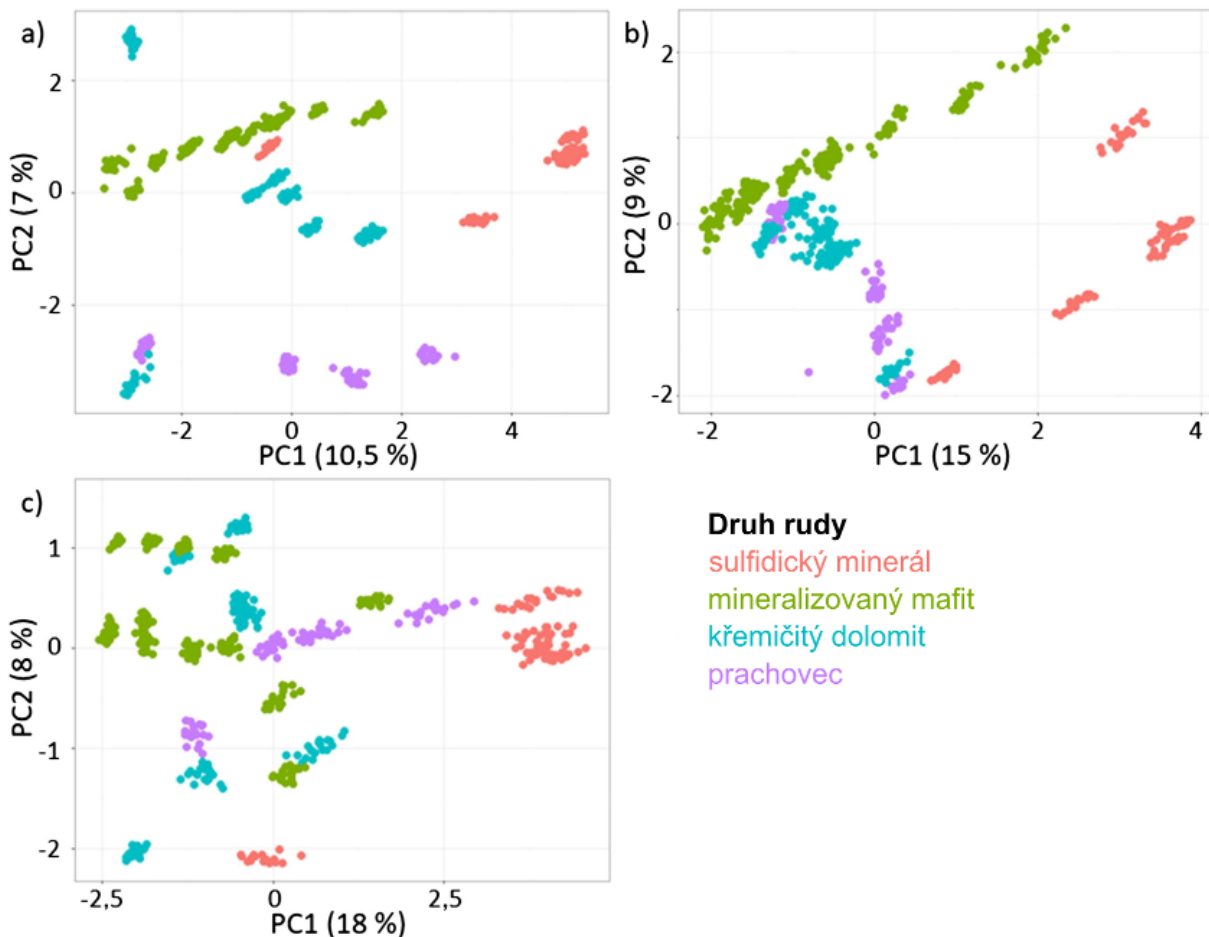 a)
2
0
-2
-2
0
2
4
PC2 (7 %)
PC1 (10,5 %)
b)
2
0
-2
-2
0
2
4
PC2 (9 %)
PC1 (15 %)
c)
1
0
-1
-2
-2,5
0
2,5
PC2 (8 %)
PC1 (18 %)
Druh rudy
sulfidický minerál
mineralizovaný mafit
křemičitý dolomit
prachovec